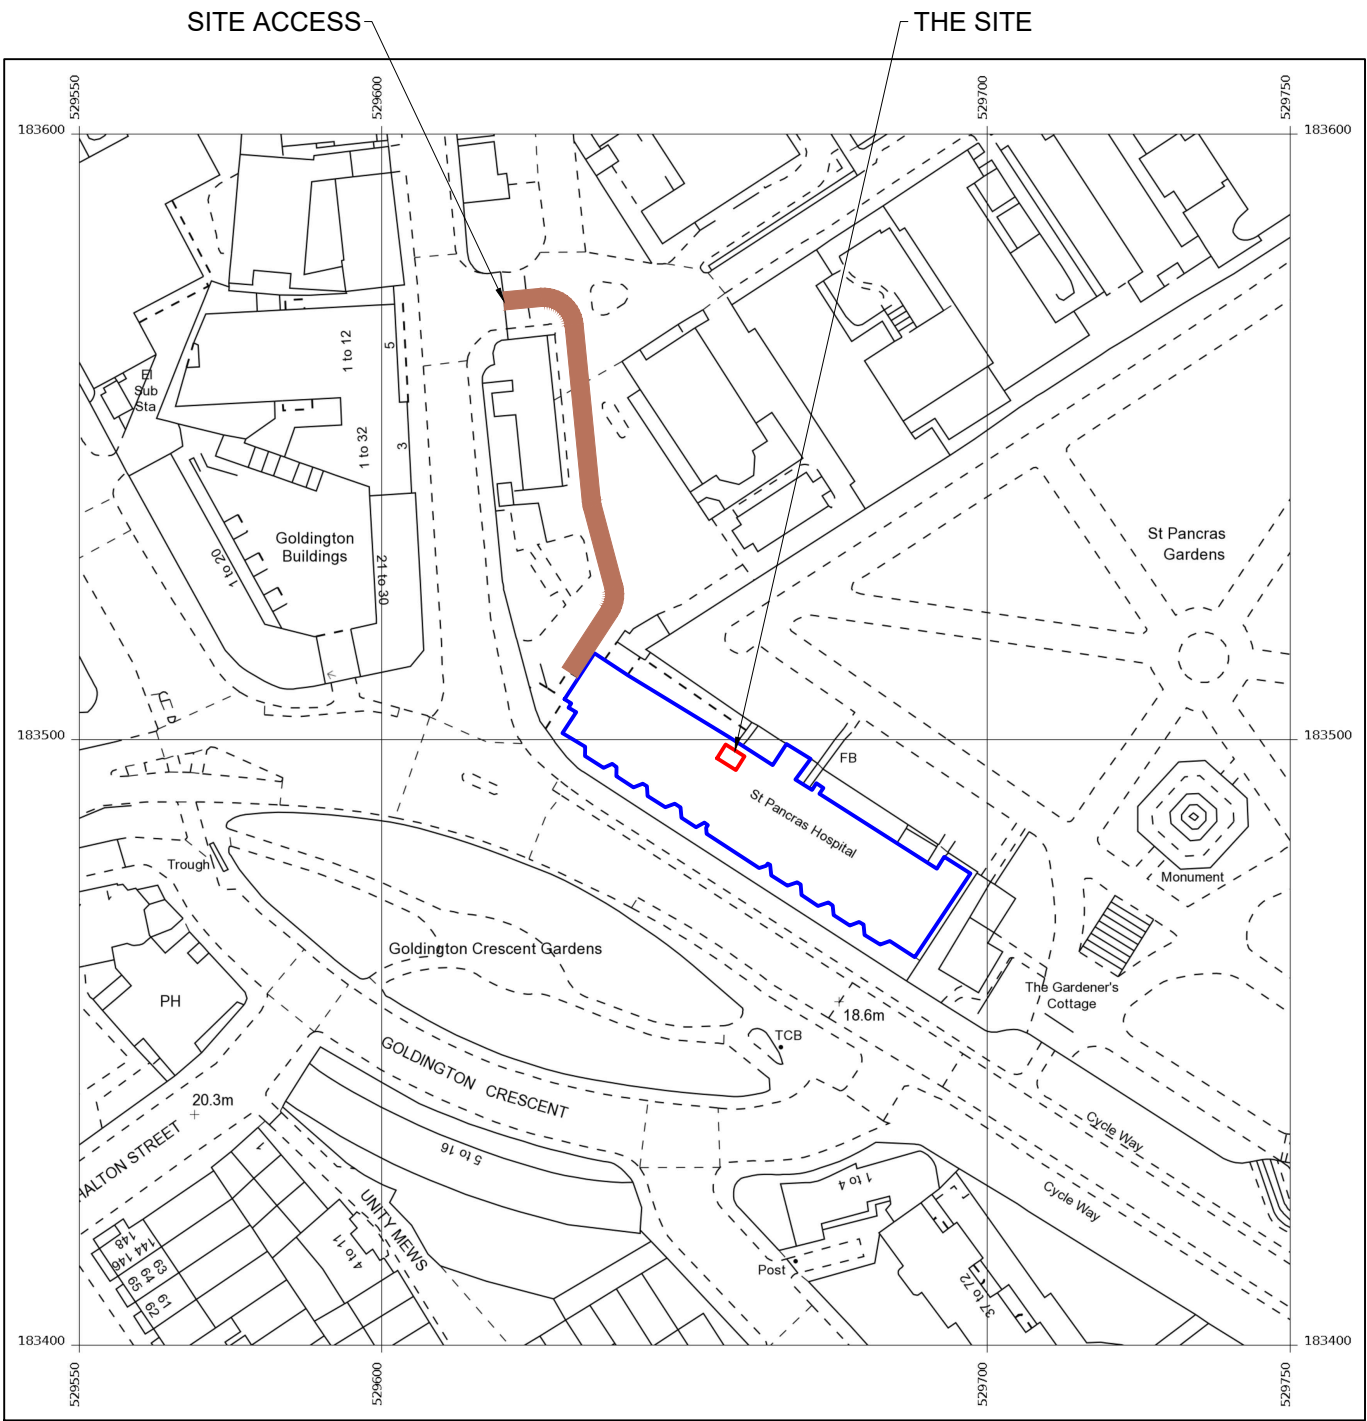 SITE ACCESS
THE SITE
529550
529600
529700
529750
183600
183600
1 to 12
5
El
Sub
Sta
1 to 32
3
Goldington
Buildings
1 to 20
21 to 30
St Pancras
Gardens
183500
183500
FB
St Pancras Hospital
Trough
Monument
Goldington Crescent Gardens
PH
The Gardener's
Cottage
18.6m
TCB
GOLDINGTON CRESCENT
20.3m
Cycle Way
HALTON STREET
1
5 to 16
1 to 4
Cycle Way
UNITY MEWS
4 to 11
148
146 144
63
64
65
61
62
Post
37 to 72
183400
183400
529550
529600
529700
529750